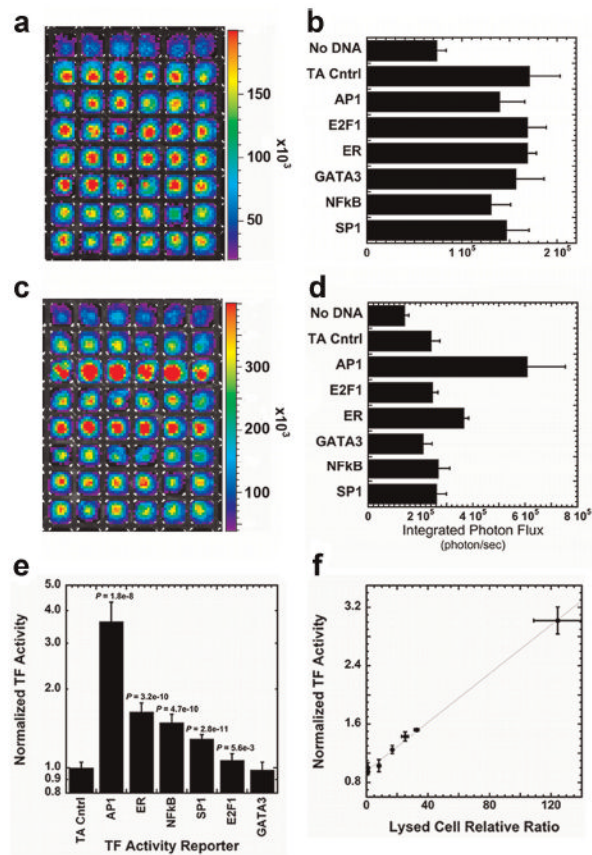 a
150
100
50
x10³
b
No DNA
TA Cntrl
AP1
E2F1
ER
GATA3
NFkB
SP1
0
1 10⁵
2 10⁵
c
300
200
100
x10³
d
No DNA
TA Cntrl
AP1
E2F1
ER
GATA3
NFkB
SP1
0
2 10⁵
4 10⁵
6 10⁵
8 10⁵
Integrated Photon Flux
(photon/sec)
e
Normalized TF Activity
5.0
4.0
3.0
2.0
1.0
0.9
0.8
P = 1.8e-8
P = 3.2e-10
P = 4.7e-10
P = 2.8e-11
P = 5.6e-3
TA Cntrl
AP1
ER
NFkB
SP1
E2F1
GATA3
TF Activity Reporter
f
Normalized TF Activity
3.2
2.4
1.6
0.8
0
40
80
120
Lysed Cell Relative Ratio